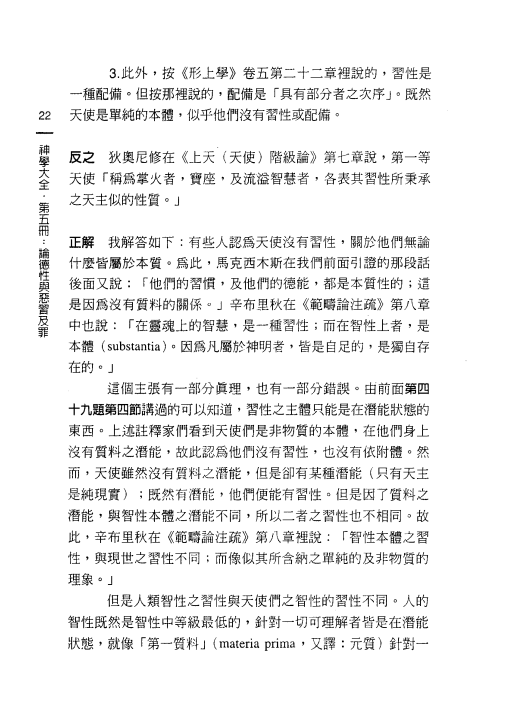 3.此外，按《形上學》卷五第二十二章裡說的，習性是
一種配備。但按那裡說的，配備是「具有部分者之次序」。既然
天使是單純的本體，似乎他們沒有習性或配備。
反之　狄奧尼修在《上天（天使）階級論》第七章說，第一等
天使「稱爲掌火者，寶座，及流溢智慧者，各表其習性所秉承
之天主似的性質。」
正解　我解答如下：有些人認爲天使沒有習性，關於他們無論
什麼皆屬於本質。爲此，馬克西木斯在我們前面引證的那段話
後面又說：「他們的習慣，及他們的德能，都是本質性的；這
是因爲沒有質料的關係。」辛布里秋在《範疇論注疏》第八章
中也說：「在靈魂上的智慧，是一種習性；而在智性上者，是
本體（substantia）。因爲凡屬於神明者，皆是自足的，是獨自存
在的。」
這個主張有一部分眞理，也有一部分錯誤。由前面第四
十九題第四節講過的可以知道，習性之主體只能是在潛能狀態的
東西。上述註釋家們看到天使們是非物質的本體，在他們身上
沒有質料之潛能，故此認爲他們沒有習性，也沒有依附體。然
而，天使雖然沒有質料之潛能，但是卻有某種潛能（只有天主
是純現實）；既然有潛能，他們便能有習性。但是因了質料之
潛能，與智性本體之潛能不同，所以二者之習性也不相同。故
此，辛布里秋在《範疇論注疏》第八章裡說：「智性本體之習
性，與現世之習性不同；而像似其所含納之單純的及非物質的
理象。」
但是人類智性之習性與天使們之智性的習性不同。人的
智性既然是智性中等級最低的，針對一切可理解者皆是在潛能
狀態，就像「第一質料」（materia prima，又譯：元質）針對一
22
神學大全．第五冊：論德性與惡習及罪